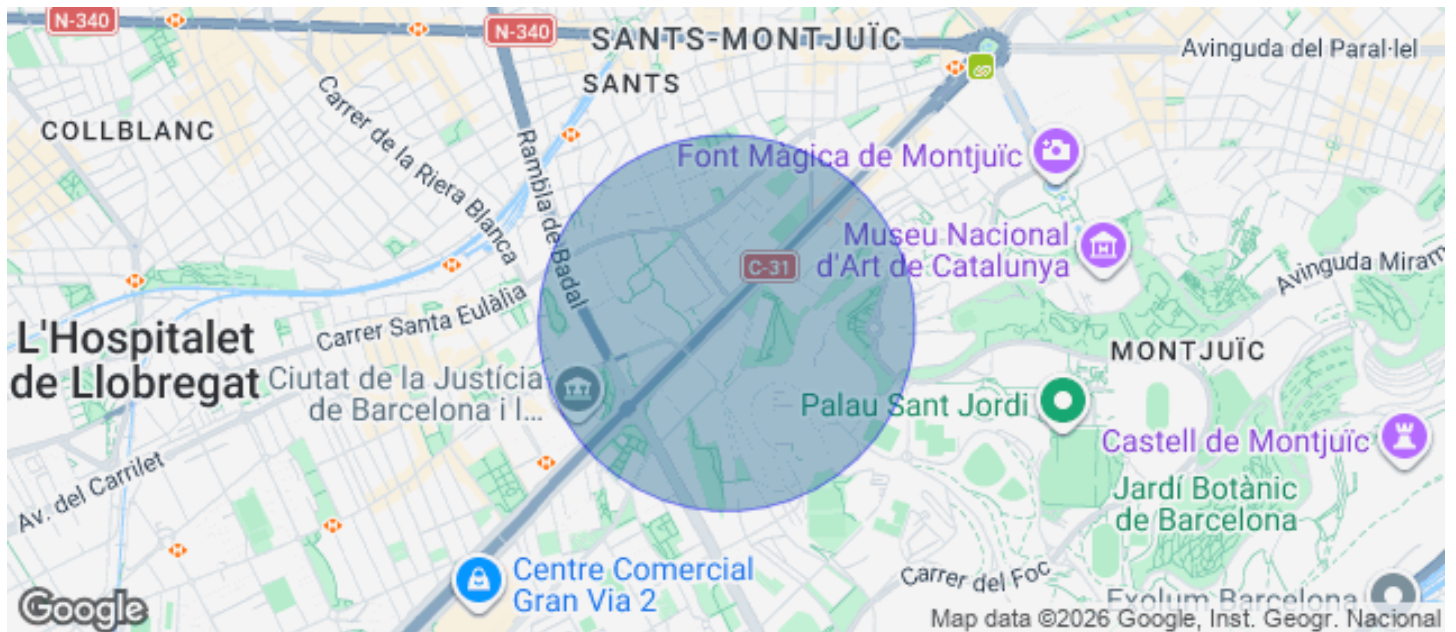 N-340
N-340
SANTS-MONTJUÏC
Avinguda del Paral·lel
SANTS
COLLBLANC
Carrer de la Riera Blanca
Rambla de Badal
Font Màgica de Montjuïc
Museu Nacional
d'Art de Catalunya
C-31
Avinguda Miram
Carrer Santa Eulàlia
L'Hospitalet
de Llobregat
MONTJUÏC
Ciutat de la Justícia
de Barcelona i l...
Palau Sant Jordi
Castell de Montjuïc
Av. del Carrilet
Jardí Botànic
de Barcelona
Centre Comercial
Gran Via 2
Carrer del Foc
Exolum Barcelona
Google
Map data ©2026 Google, Inst. Geogr. Nacional